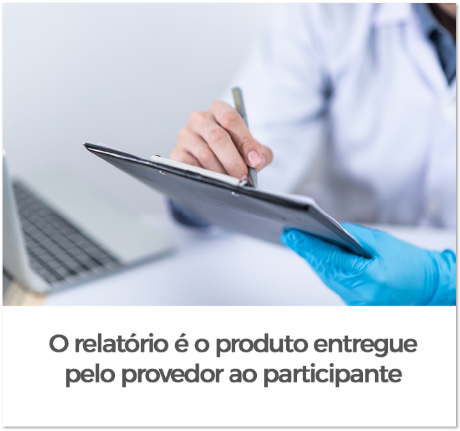 O relatório é o produto entregue
pelo provedor ao participante